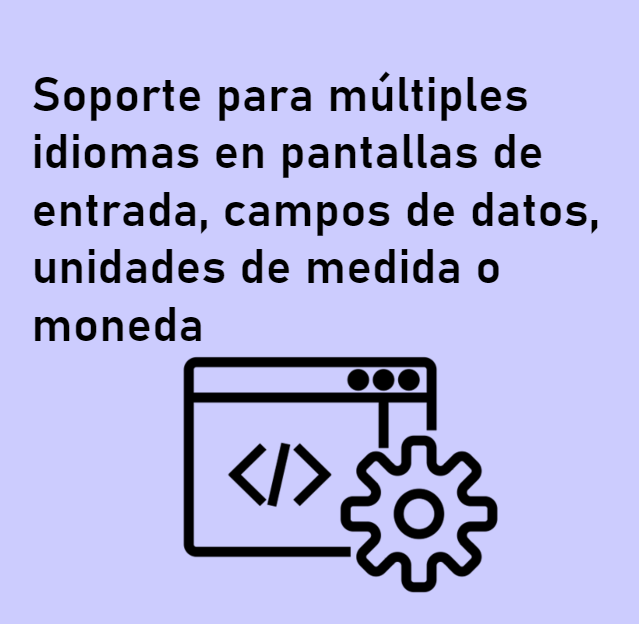 Soporte para múltiples
idiomas en pantallas de
entrada, campos de datos,
unidades de medida o
moneda
</>